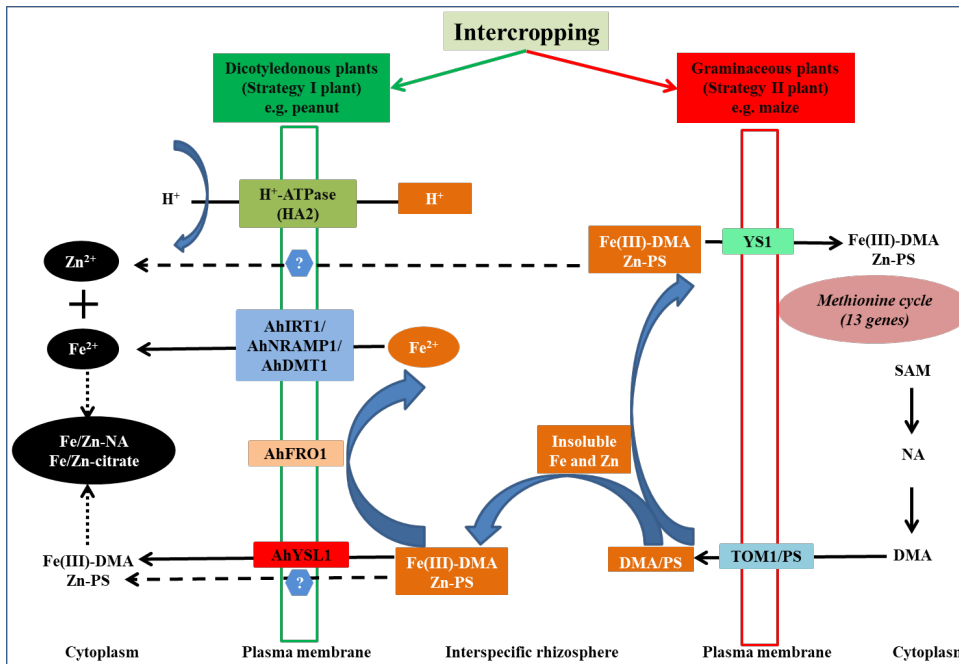 Intercropping
Dicotyledonous plants
(Strategy I plant)
e.g. peanut
Graminaceous plants
(Strategy II plant)
e.g. maize
H⁺
H⁺-ATPase
(HA2)
H⁺
Zn²⁺
?
Fe(III)-DMA
Zn-PS
YS1
Fe(III)-DMA
Zn-PS
Methionine cycle
(13 genes)
+
Fe²⁺
AhIRT1/
AhNRAMP1/
AhDMT1
Fe²⁺
SAM
Fe/Zn-NA
Fe/Zn-citrate
AhFRO1
Insoluble
Fe and Zn
NA
Fe(III)-DMA
Zn-PS
AhYSL1
?
Fe(III)-DMA
Zn-PS
DMA/PS
TOM1/PS
DMA
Cytoplasm
Plasma membrane
Interspecific rhizosphere
Plasma membrane
Cytoplasm